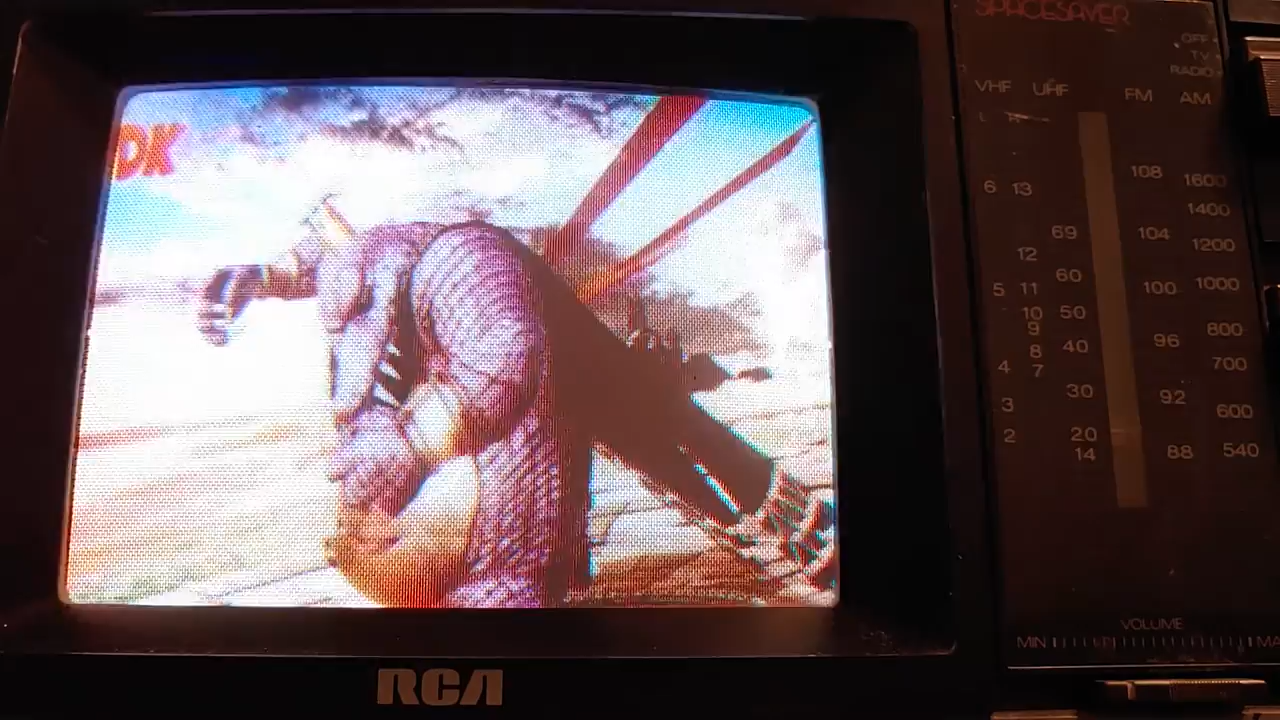 SPACESAVER
OFF
TV
RADIO
VHF UHF FM AM
DK
108
6 13 1600
1400
69 104
12 1200
60
5 11 100 1000
10 50
9 800
8 40 96
4 7 700
30
3 92 600
2 20
14 88 540
VOLUME
MIN MA
RCA